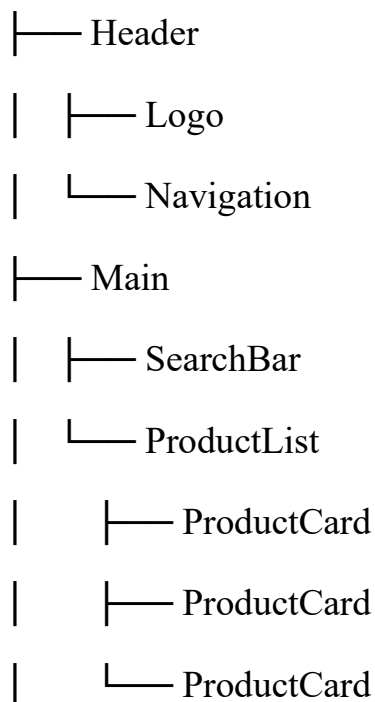 ├── Header
│   ├── Logo
│   └── Navigation
├── Main
│   ├── SearchBar
│   └── ProductList
│       ├── ProductCard
│       ├── ProductCard
│       └── ProductCard